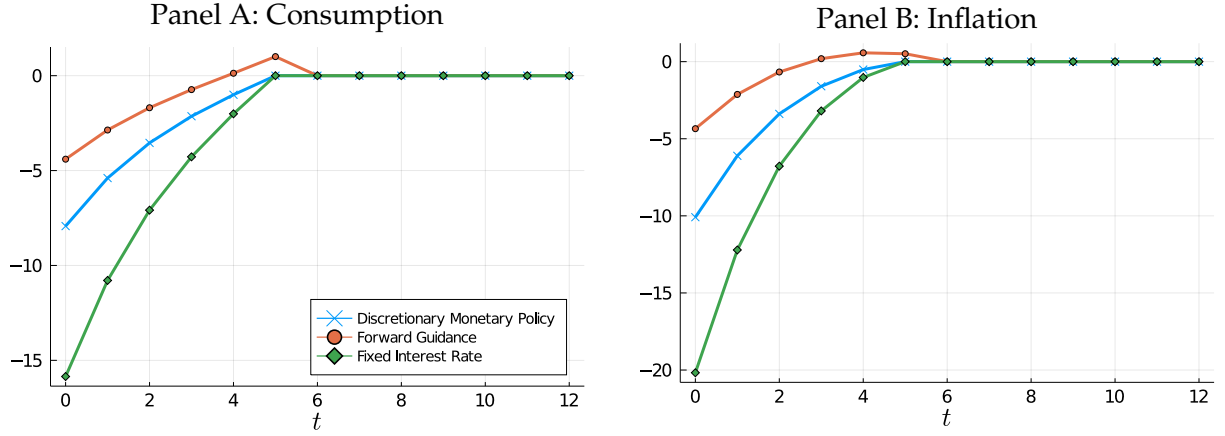 Panel A: Consumption
0
−5
−10
−15
0 2 4 6 8 10 12
t
Discretionary Monetary Policy
Forward Guidance
Fixed Interest Rate
Panel B: Inflation
0
−5
−10
−15
−20
0 2 4 6 8 10 12
t